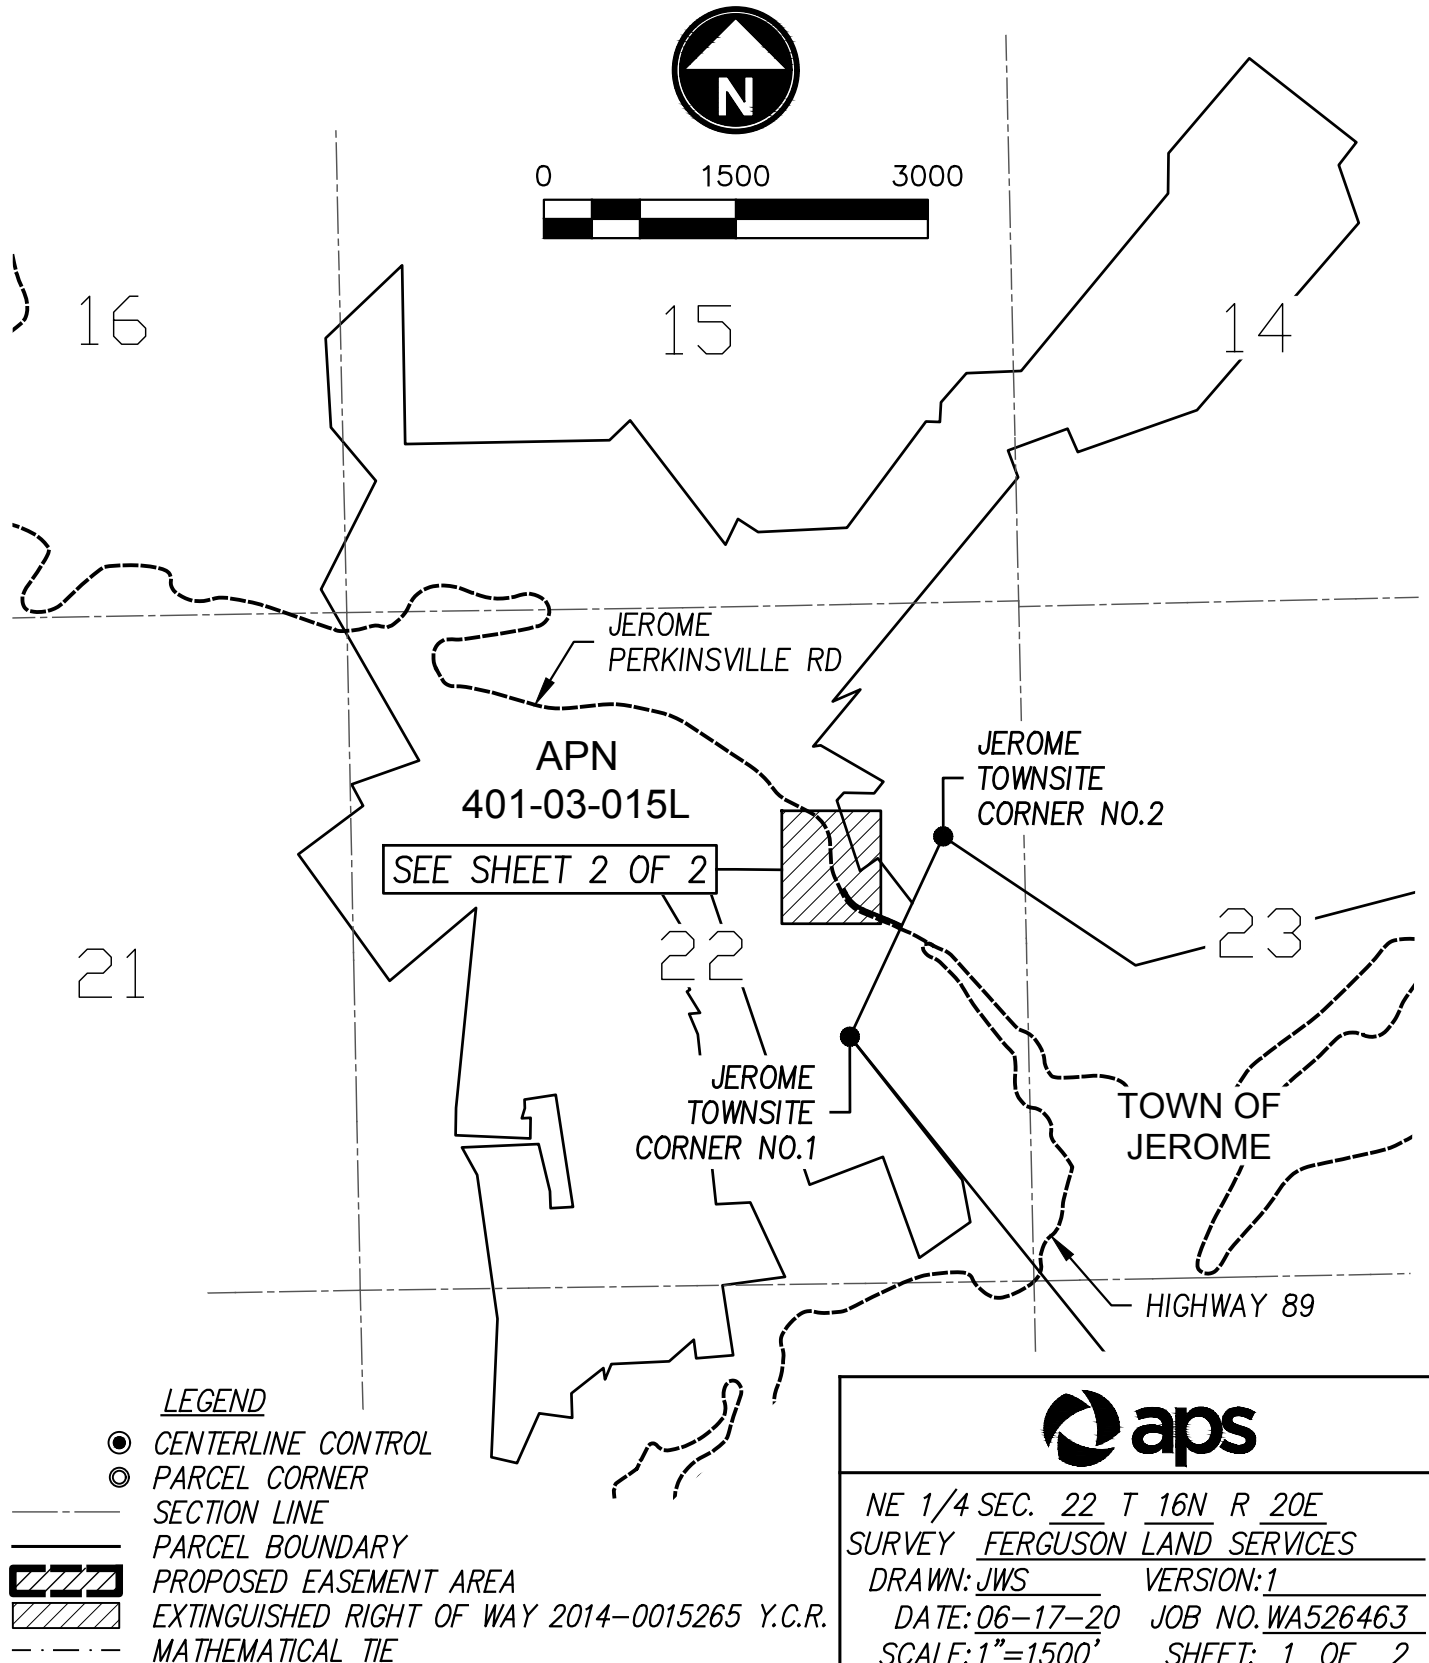 N
0 1500 3000
16
15
14
JEROME
PERKINSVILLE RD
APN
401-03-015L
JEROME
TOWNSITE
CORNER NO.2
SEE SHEET 2 OF 2
21
22
23
JEROME
TOWNSITE
CORNER NO.1
TOWN OF
JEROME
HIGHWAY 89
LEGEND
CENTERLINE CONTROL
PARCEL CORNER
SECTION LINE
PARCEL BOUNDARY
PROPOSED EASEMENT AREA
EXTINGUISHED RIGHT OF WAY 2014-0015265 Y.C.R.
MATHEMATICAL TIE
aps
NE 1/4 SEC. 22 T 16N R 20E
SURVEY FERGUSON LAND SERVICES
DRAWN: JWS VERSION: 1
DATE: 06-17-20 JOB NO. WA526463
SCALE: 1"=1500' SHEET: 1 OF 2